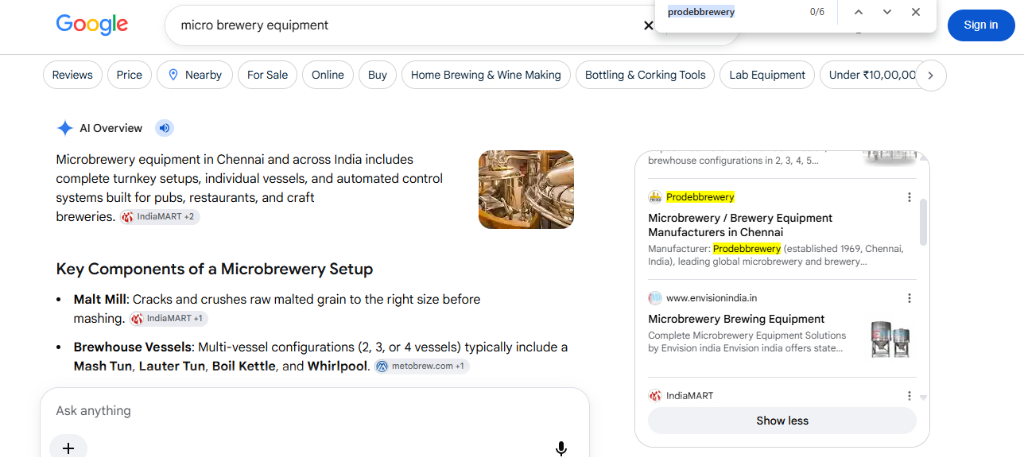 Google
micro brewery equipment
prodebbrewery
0/6
Sign in
Reviews
Price
Nearby
For Sale
Online
Buy
Home Brewing & Wine Making
Bottling & Corking Tools
Lab Equipment
Under ₹10,00,00
AI Overview
Microbrewery equipment in Chennai and across India includes
complete turnkey setups, individual vessels, and automated control
systems built for pubs, restaurants, and craft
breweries. IndiaMART +2
Key Components of a Microbrewery Setup
• Malt Mill: Cracks and crushes raw malted grain to the right size before
mashing. IndiaMART +1
• Brewhouse Vessels: Multi-vessel configurations (2, 3, or 4 vessels) typically include a
Mash Tun, Lauter Tun, Boil Kettle, and Whirlpool. metobrew.com +1
Ask anything
brewhouse configurations in 2, 3, 4, 5...
Prodebbrewery
Microbrewery / Brewery Equipment
Manufacturers in Chennai
Manufacturer: Prodebbrewery (established 1969, Chennai,
India), leading global microbrewery and brewery...
www.envisionindia.in
Microbrewery Brewing Equipment
Complete Microbrewery Equipment Solutions
by Envision india Envision india offers state...
IndiaMART
Show less